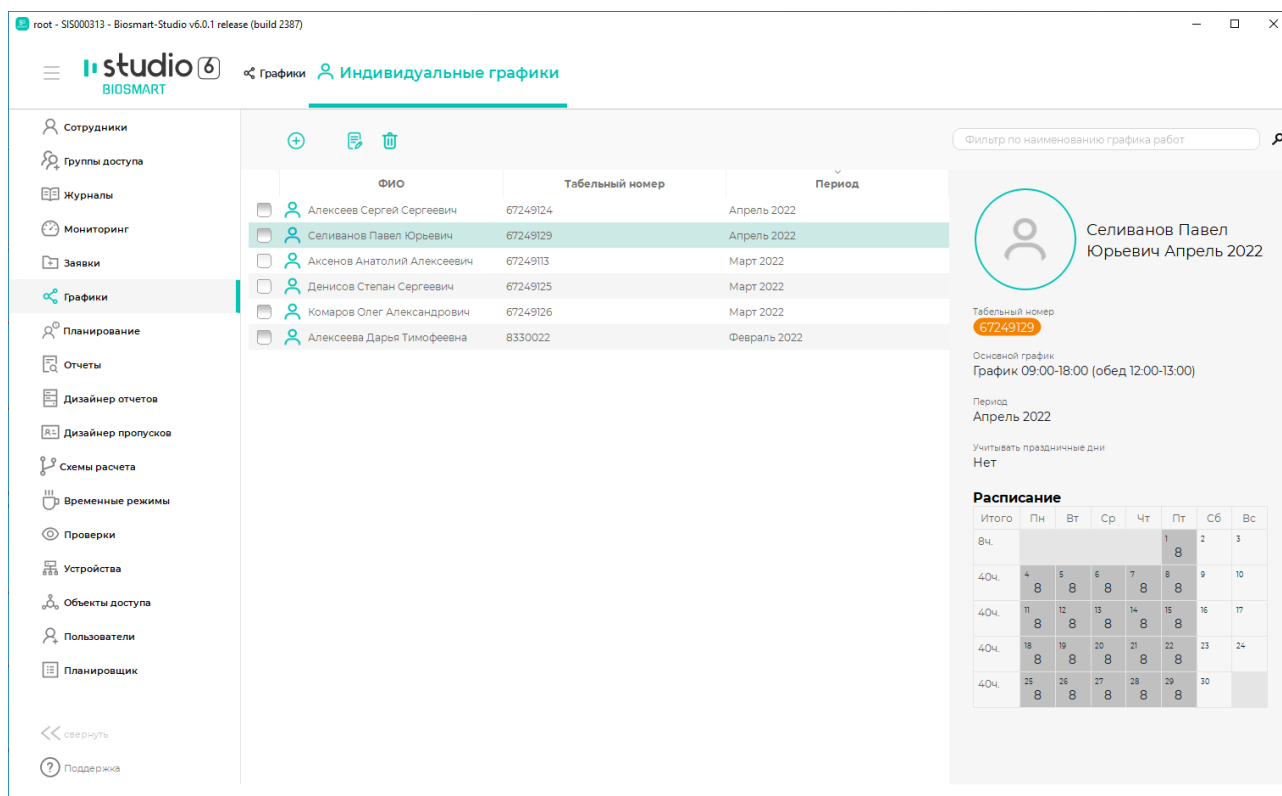 root - SIS000313 - Biosmart-Studio v6.0.1 release (build 2387)
studio 6
BIOSMART
Графики Индивидуальные графики
Сотрудники
Группы доступа
Журналы
Мониторинг
Заявки
Графики
Планирование
Отчеты
Дизайнер отчетов
Дизайнер пропусков
Схемы расчета
Временные режимы
Проверки
Устройства
Объекты доступа
Пользователи
Планировщик
свернуть
Поддержка
Фильтр по наименованию графика работ
ФИО Табельный номер Период
Алексеев Сергей Сергеевич 67249124 Апрель 2022
Селиванов Павел Юрьевич 67249129 Апрель 2022
Аксенов Анатолий Алексеевич 67249113 Март 2022
Денисов Степан Сергеевич 67249125 Март 2022
Комаров Олег Александрович 67249126 Март 2022
Алексеева Дарья Тимофеевна 8330022 Февраль 2022
Селиванов Павел
Юрьевич Апрель 2022
Табельный номер
67249129
Основной график
График 09:00-18:00 (обед 12:00-13:00)
Период
Апрель 2022
Учитывать праздничные дни
Нет
Расписание
Итого Пн Вт Ср Чт Пт Сб Вс
8ч. 1 8 2 3
40ч. 4 8 5 8 6 8 7 8 8 8 9 10
40ч. 11 8 12 8 13 8 14 8 15 8 16 17
40ч. 18 8 19 8 20 8 21 8 22 8 23 24
40ч. 25 8 26 8 27 8 28 8 29 8 30